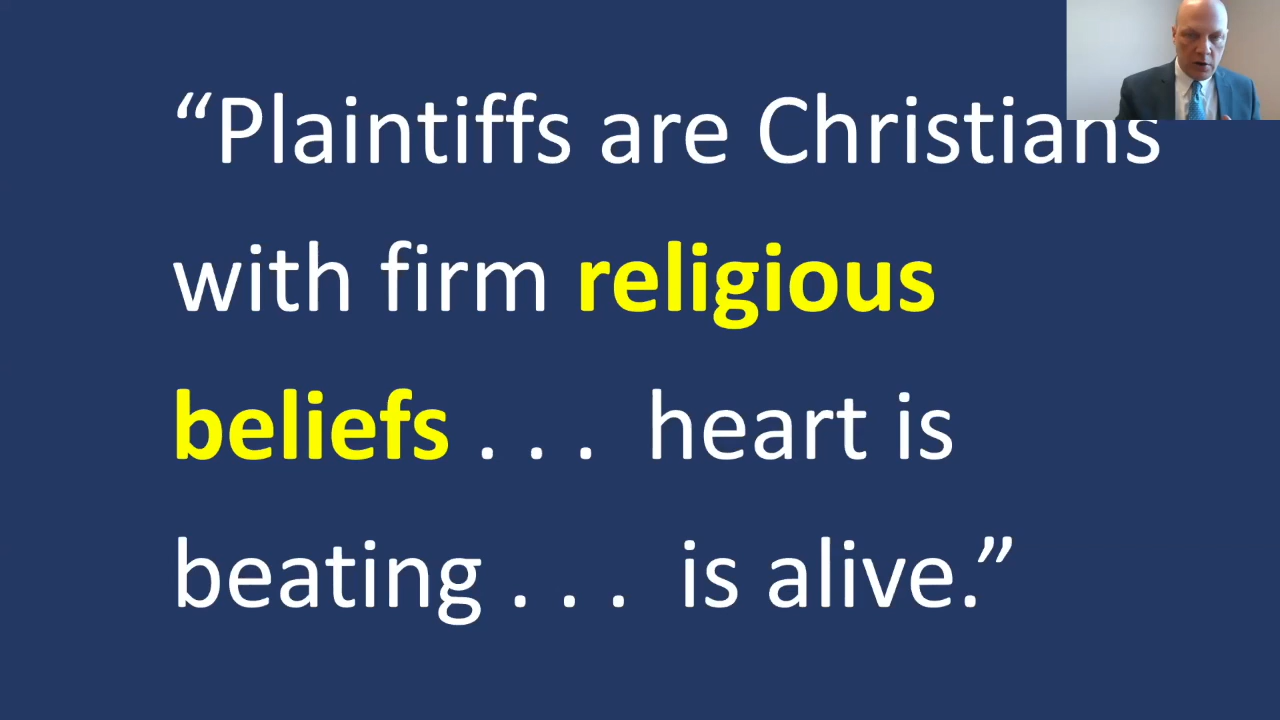 “Plaintiffs are Christians
with firm religious
beliefs . . . heart is
beating . . . is alive.”